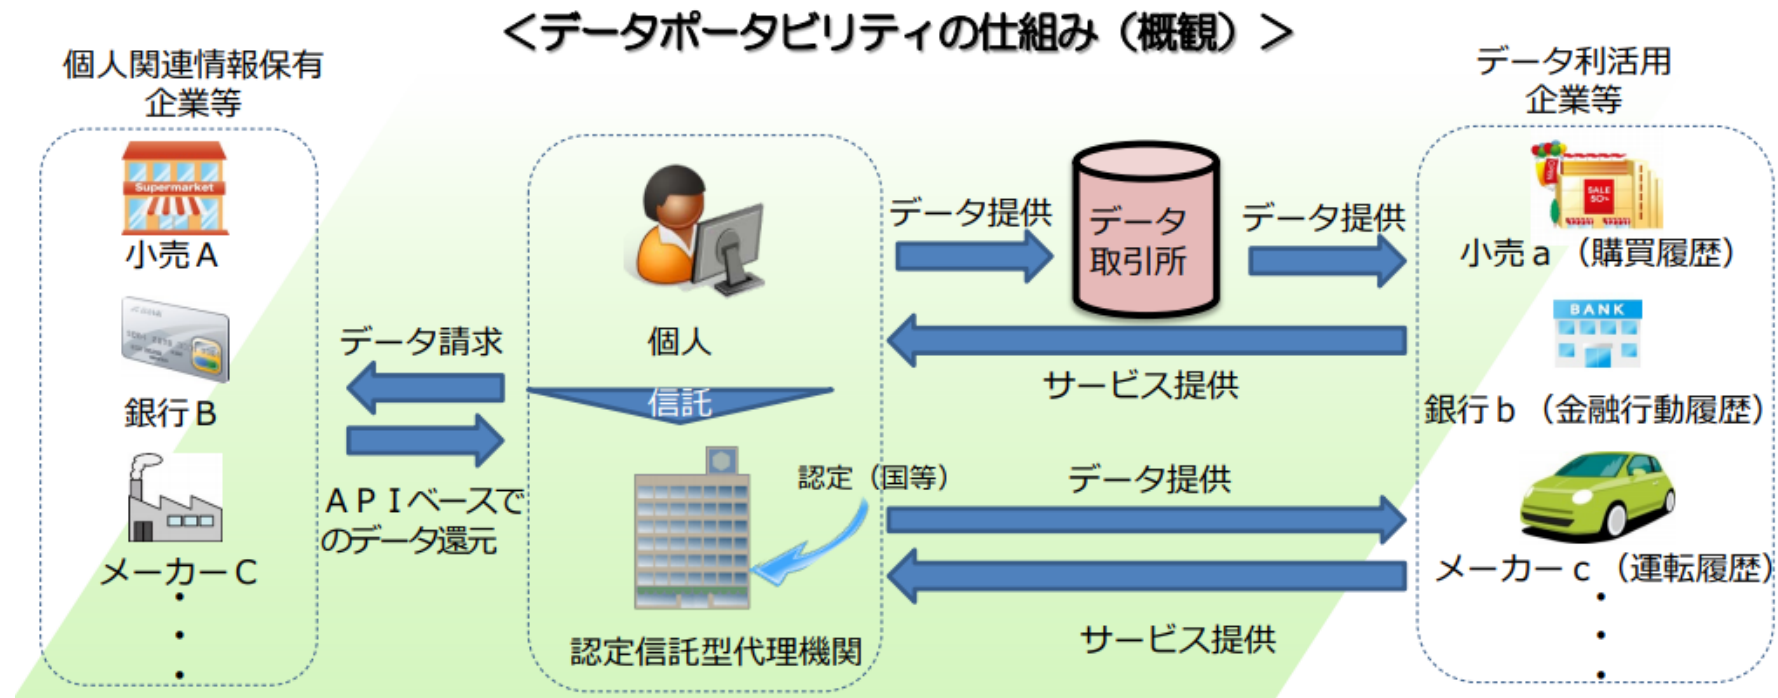 ＜データポータビリティの仕組み（概観）＞
個人関連情報保有
企業等
Supermarket
小売Ａ
銀行Ｂ
メーカーＣ
・
・
・
データ請求
ＡＰＩベースで
のデータ還元
個人
信託
認定（国等）
認定信託型代理機関
データ提供
データ
取引所
データ提供
サービス提供
データ提供
サービス提供
データ利活用
企業等
SALE
50%
小売ａ（購買履歴）
BANK
銀行ｂ（金融行動履歴）
メーカーｃ（運転履歴）
・
・
・